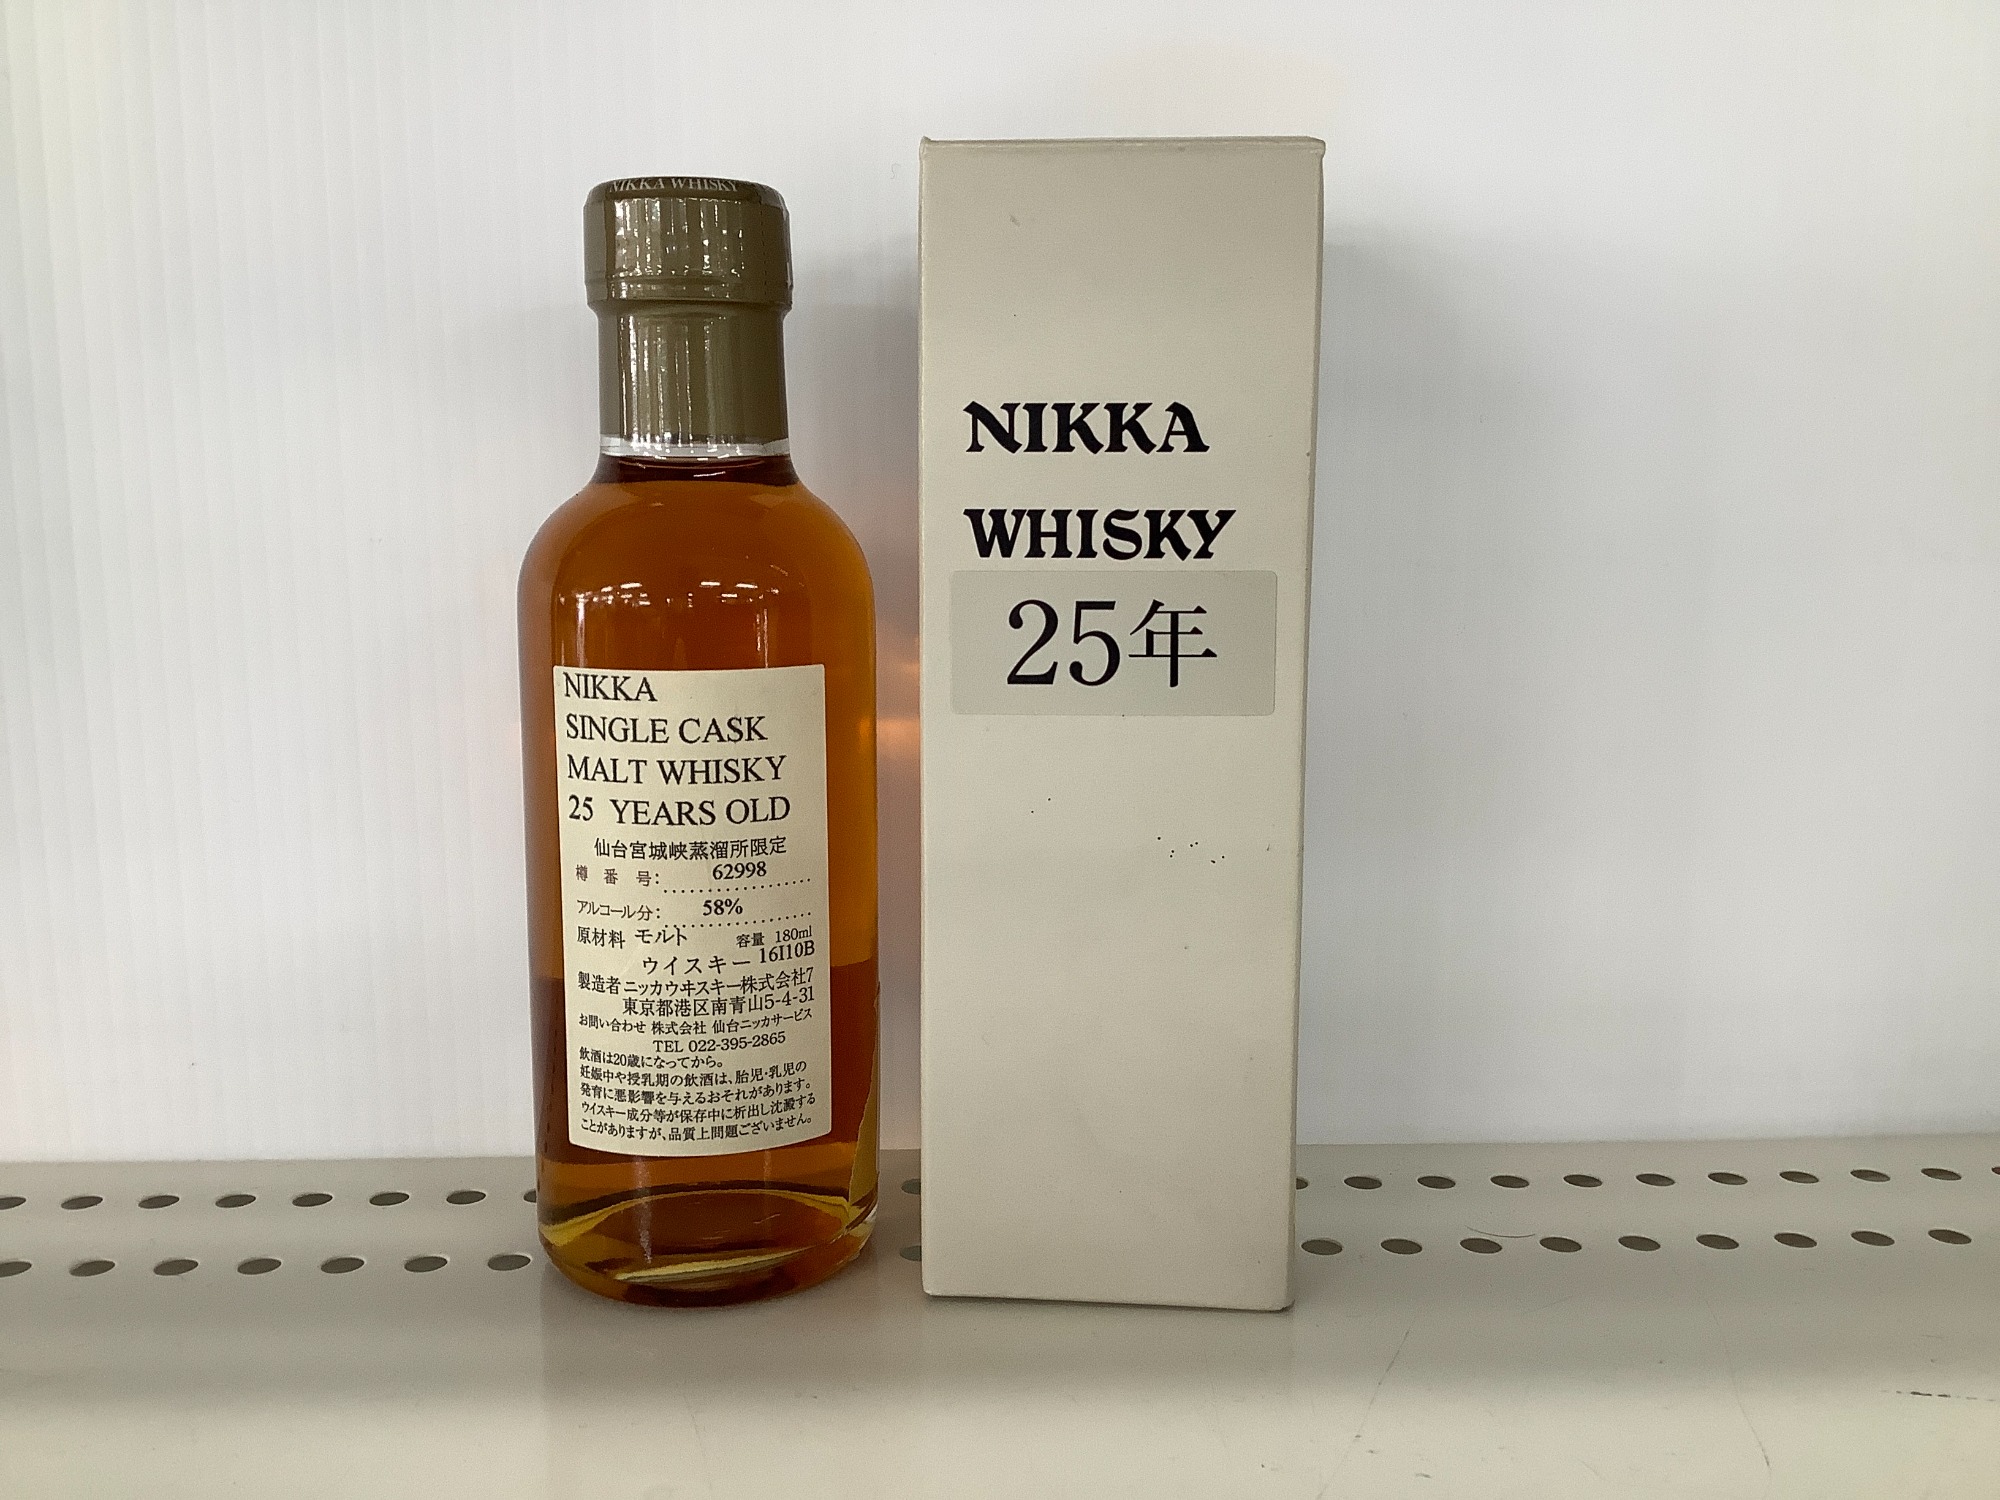 NIKKA WHISKY
NIKKA
SINGLE CASK
MALT WHISKY
25 YEARS OLD
仙台宮城峡蒸溜所限定
樽番号: 62998
アルコール分: 58%
原材料 モルト 容量 180ml
ウイスキー 16I10B
製造者 ニッカウヰスキー株式会社7
東京都港区南青山5-4-31
お問い合わせ 株式会社 仙台ニッカサービス
TEL 022-395-2865
飲酒は20歳になってから。
妊娠中や授乳期の飲酒は、胎児・乳児の
発育に悪影響を与えるおそれがあります。
ウイスキー成分等が保存中に析出し沈澱する
ことがありますが、品質上問題ございません。
NIKKA
WHISKY
25年